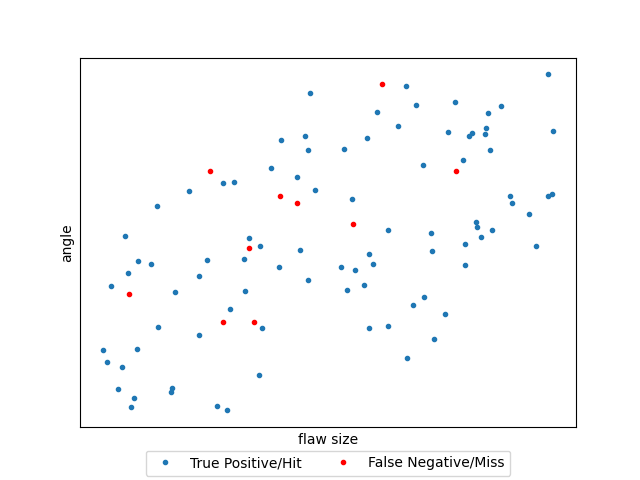 angle
flaw size
True Positive/Hit
False Negative/Miss